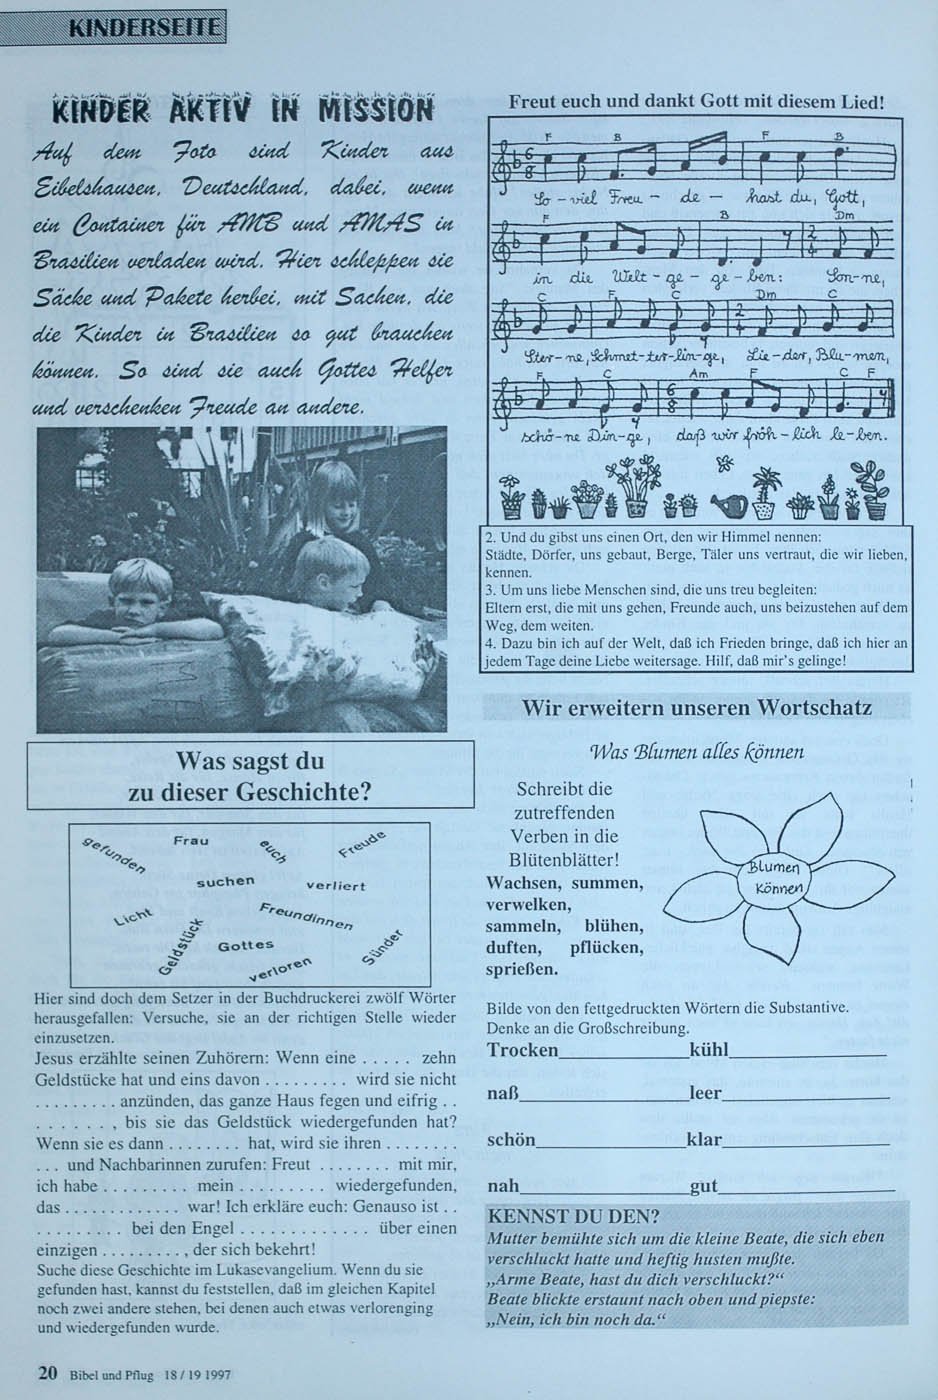 KINDERSEITE
KINDER AKTIV IN MISSION
Auf dem Foto sind Kinder aus
Eibelshausen, Deutschland, dabei, wenn
ein Container für AMB und AMAS in
Brasilien verladen wird. Hier schleppen sie
Säcke und Pakete herbei, mit Sachen, die
die Kinder in Brasilien so gut brauchen
können. So sind sie auch Gottes Helfer
und verschenken Freude an andere.
Was sagst du
zu dieser Geschichte?
gefunden Frau euch Freude
suchen verliert
Licht Freundinnen
Geldstück Gottes Sünder
verloren
Hier sind doch dem Setzer in der Buchdruckerei zwölf Wörter
herausgefallen: Versuche, sie an der richtigen Stelle wieder
einzusetzen.
Jesus erzählte seinen Zuhörern: Wenn eine . . . . . zehn
Geldstücke hat und eins davon . . . . . . . . . wird sie nicht
. . . . . . . . . anzünden, das ganze Haus fegen und eifrig . .
. . . . . . . , bis sie das Geldstück wiedergefunden hat?
Wenn sie es dann . . . . . . . . hat, wird sie ihren . . . . . . . .
. . . und Nachbarinnen zurufen: Freut . . . . . . . . mit mir,
ich habe . . . . . . . . . mein . . . . . . . . . wiedergefunden,
das . . . . . . . . . . . . . war! Ich erkläre euch: Genauso ist . .
. . . . . . . . . bei den Engel . . . . . . . . . . . . . über einen
einzigen . . . . . . . . . , der sich bekehrt!
Suche diese Geschichte im Lukasevangelium. Wenn du sie
gefunden hast, kannst du feststellen, daß im gleichen Kapitel
noch zwei andere stehen, bei denen auch etwas verlorenging
und wiedergefunden wurde.
Freut euch und dankt Gott mit diesem Lied!
F B F B
6 8
So - viel Freu - de - hast du, Gott,
F B Dm
2 4
in die Welt - ge - ge - ben: Son-ne,
C F C Dm C
2 4
Ster-ne, Schmet-ter-lin-ge, Lie-der, Blu-men,
F C Am F C F
6 8
schö-ne Din-ge, daß wir fröh-lich le-ben.
2. Und du gibst uns einen Ort, den wir Himmel nennen:
Städte, Dörfer, uns gebaut, Berge, Täler uns vertraut, die wir lieben,
kennen.
3. Um uns liebe Menschen sind, die uns treu begleiten:
Eltern erst, die mit uns gehen, Freunde auch, uns beizustehen auf dem
Weg, dem weiten.
4. Dazu bin ich auf der Welt, daß ich Frieden bringe, daß ich hier an
jedem Tage deine Liebe weitersage. Hilf, daß mir's gelinge!
Wir erweitern unseren Wortschatz
Was Blumen alles können
Schreibt die
zutreffenden
Verben in die
Blütenblätter!
Wachsen, summen,
verwelken,
sammeln, blühen,
duften, pflücken,
sprießen.
Blumen
können
Bilde von den fettgedruckten Wörtern die Substantive.
Denke an die Großschreibung.
Trocken____________kühl______________
naß________________leer______________
schön______________klar______________
nah________________gut_______________
KENNST DU DEN?
Mutter bemühte sich um die kleine Beate, die sich eben
verschluckt hatte und heftig husten mußte.
„Arme Beate, hast du dich verschluckt?“
Beate blickte erstaunt nach oben und piepste:
„Nein, ich bin noch da.“
20 Bibel und Pflug 18 / 19 1997